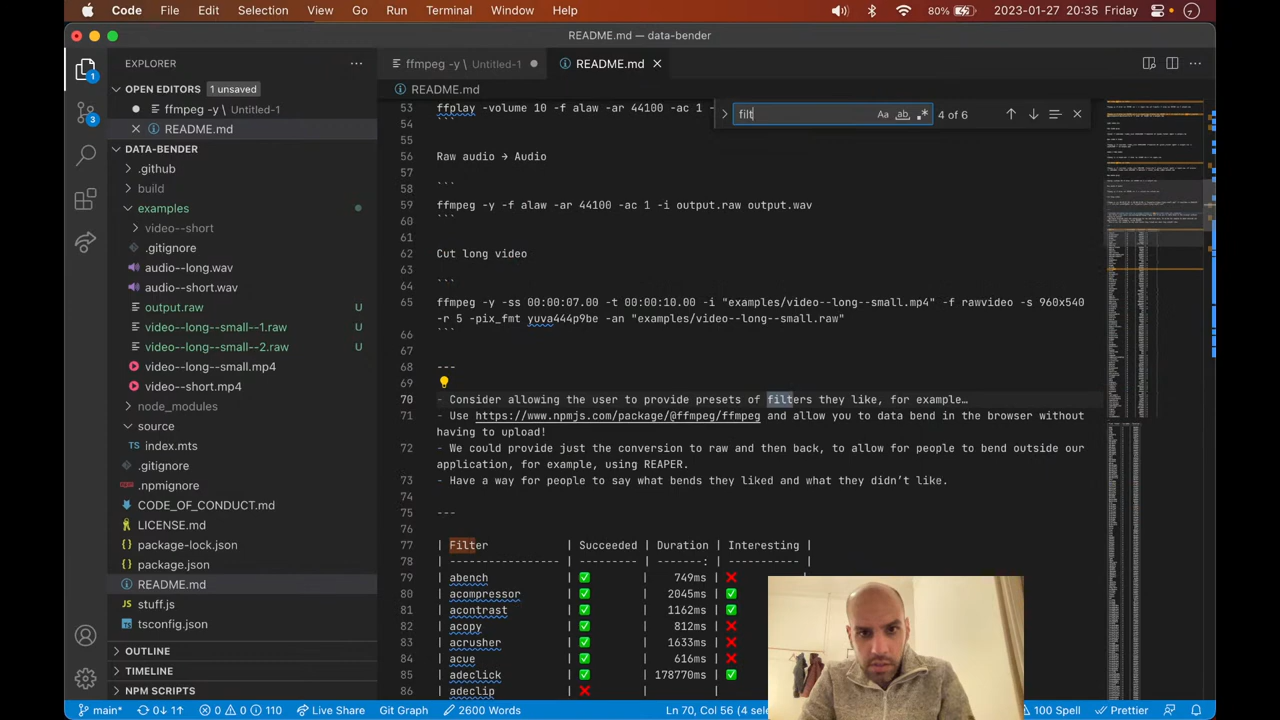 Code File Edit Selection View Go Run Terminal Window Help 80% 2023-01-27 20:35 Friday
README.md — data-bender
EXPLORER
ffmpeg -y \ Untitled-1
README.md
OPEN EDITORS 1 unsaved
README.md
filt
4 of 6
ffmpeg -y \ Untitled-1
README.md
DATA-BENDER
.github
build
examples
video--short
.gitignore
audio--long.wav
audio--short.wav
output.raw
video--long--small--1.raw
video--long--small--2.raw
video--long--small.mp4
video--short.mp4
node_modules
source
index.mts
.gitignore
.npmignore
CODE_OF_CONDUCT.md
LICENSE.md
package-lock.json
package.json
README.md
stuff.js
tsconfig.json
OUTLINE
TIMELINE
NPM SCRIPTS
53 ffplay -volume 10 -f alaw -ar 44100 -ac 1 -
54 ```
55
56 Raw audio → Audio
57
58 ```
59 ffmpeg -y -f alaw -ar 44100 -ac 1 -i output.raw output.wav
60 ```
61
62 Cut long video
63
64 ```
65 ffmpeg -y -ss 00:00:07.00 -t 00:00:10.00 -i "examples/video--long--small.mp4" -f rawvideo -s 960x540
-r 5 -pix_fmt yuva444p9be -an "examples/video--long--small.raw"
66 ```
67
68 ---
69
70 - Consider allowing the user to provide presets of filters they like, for example…
71 - Use https://www.npmjs.com/package/@ffmpeg/ffmpeg to allow you to data bend in the browser without
having to upload!
72 - We could provide just the conversion to raw and then back, to allow for people to bend outside our
application, for example, using REAPER.
73 - Have a way for people to say what bends they liked and what they didn't like.
74
75 ---
76
77 | Filter | Succeeded | Duration | Interesting |
78 | --------------- | --------- | -------: | ----------- |
79 | abench | ✅ | 749ms | ❌
80 | acompressor | ✅ | 745ms | ✅
81 | acontrast | ✅ | 1162ms | ✅
82 | acopy | ✅ | 812ms | ❌
83 | acrusher | ✅ | 1633ms | ❌
84 | acue | ✅ | 616ms | ❌
85 | adeclick | ✅ | 17901ms | ✅
86 | adeclip | ❌ |
main* Live Share Git Graph 2600 Words Ln 70, Col 56 (4 selec 100 Spell Prettier
0 110